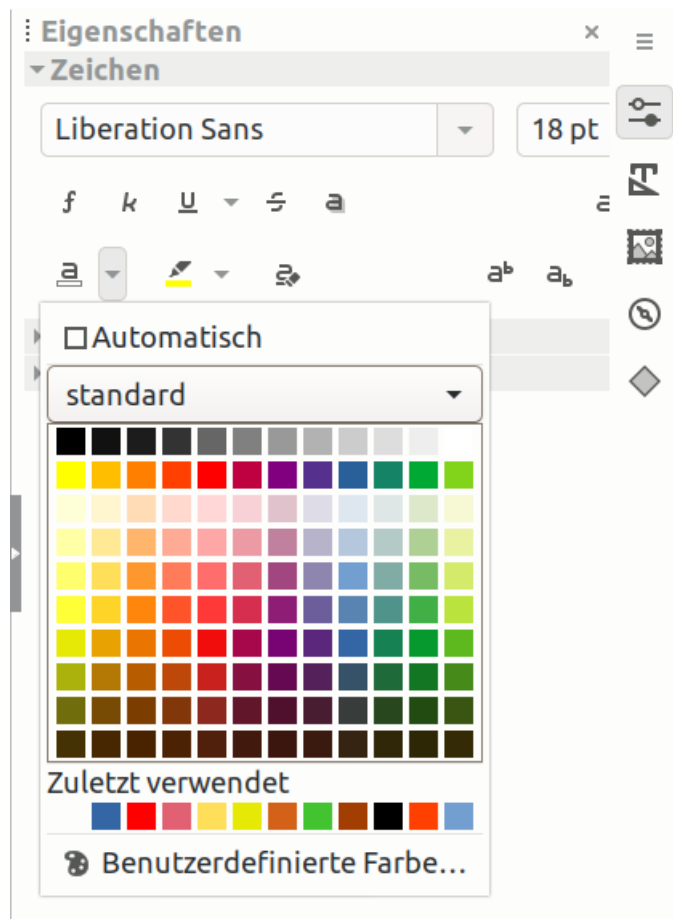 Eigenschaften
Zeichen
Liberation Sans
18 pt
Automatisch
standard
Zuletzt verwendet
Benutzerdefinierte Farbe...